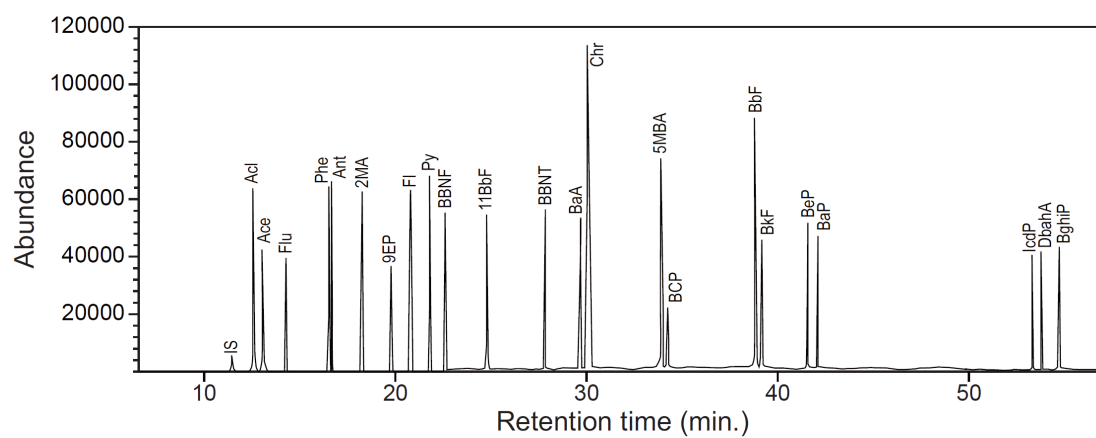 120000
100000
80000
60000
40000
20000
Abundance
IS
Acl
Ace
Flu
Phe
Ant
2MA
9EP
Fl
Py
BBNF
11BbF
BBNT
BaA
Chr
5MBA
BCP
BbF
BkF
BeP
BaP
IcdP
DbahA
BghiP
10 20 30 40 50
Retention time (min.)